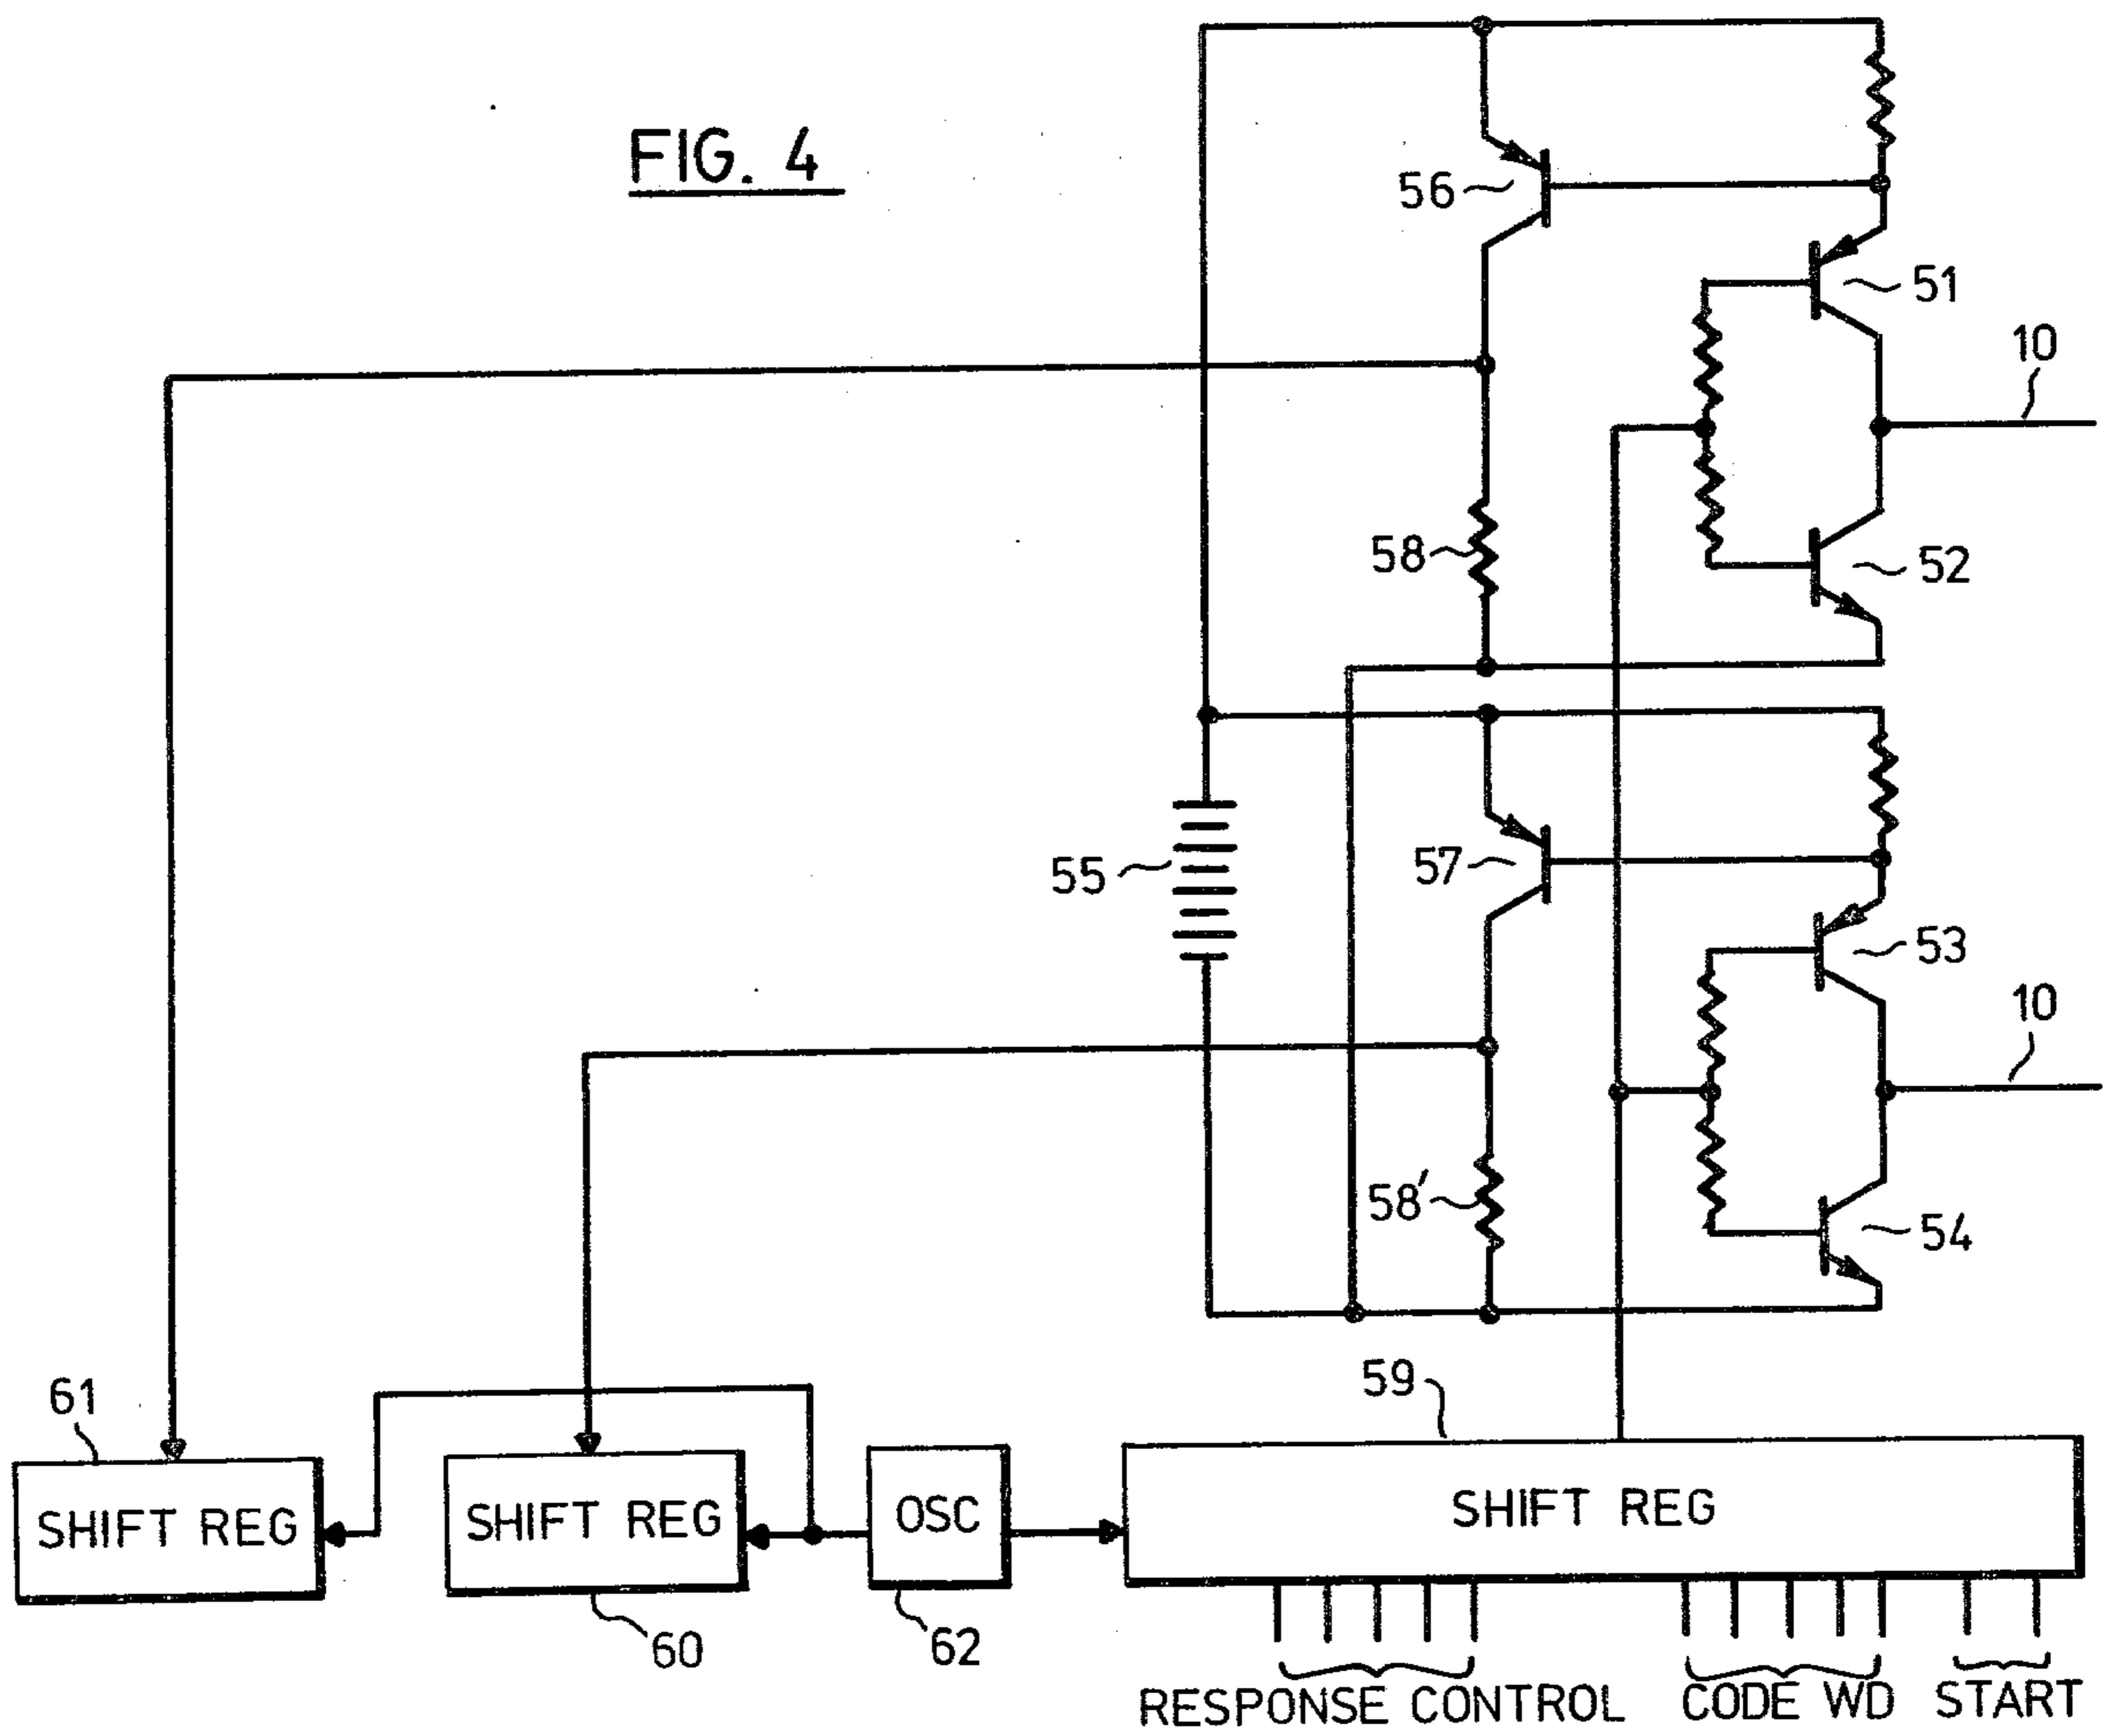 FIG. 4
56
51
10
58
52
55
57
53
10
58'
54
59
61
SHIFT REG
SHIFT REG
OSC
SHIFT REG
60
62
RESPONSE CONTROL
CODE WD
START